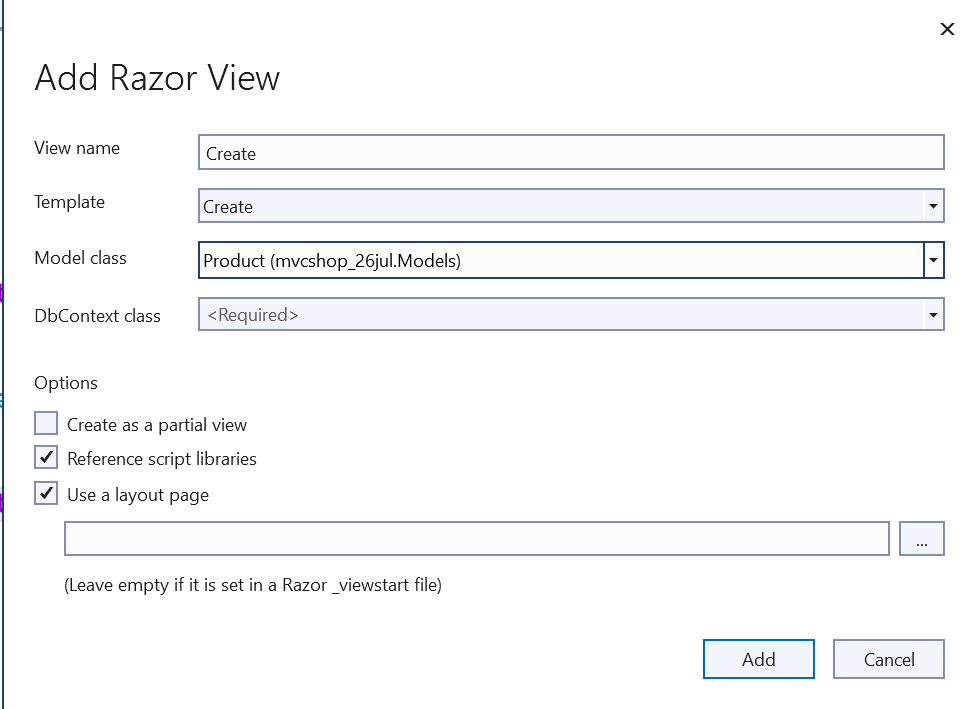 Add Razor View
View name
Create
Template
Create
Model class
Product (mvcshop_26jul.Models)
DbContext class
<Required>
Options
Create as a partial view
Reference script libraries
Use a layout page
...
(Leave empty if it is set in a Razor _viewstart file)
Add
Cancel